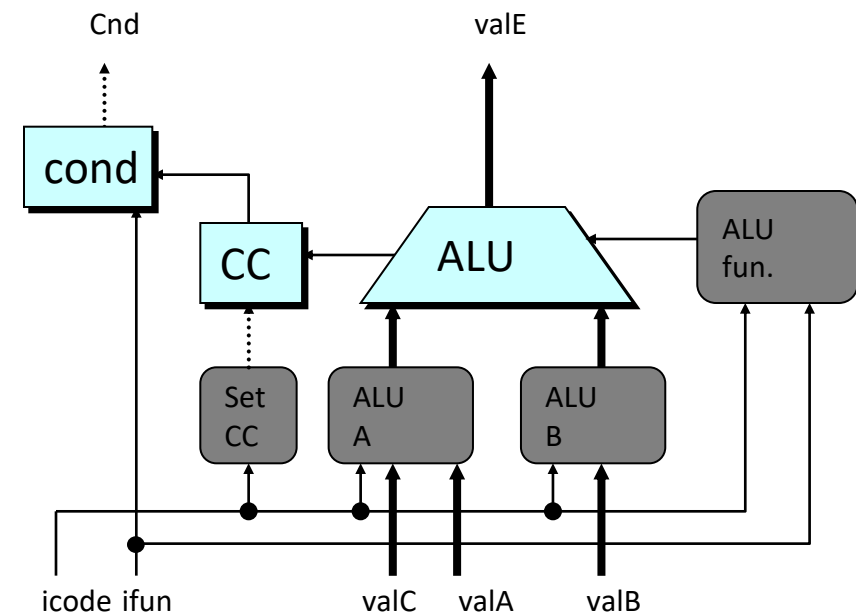 Cnd
valE
cond
CC
ALU
ALU
fun.
Set
CC
ALU
A
ALU
B
icode
ifun
valC
valA
valB